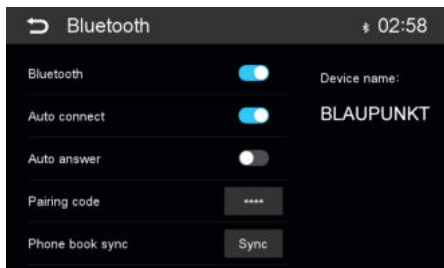 Bluetooth
02:58
Bluetooth
Device name:
Auto connect
BLAUPUNKT
Auto answer
Pairing code
****
Phone book sync
Sync